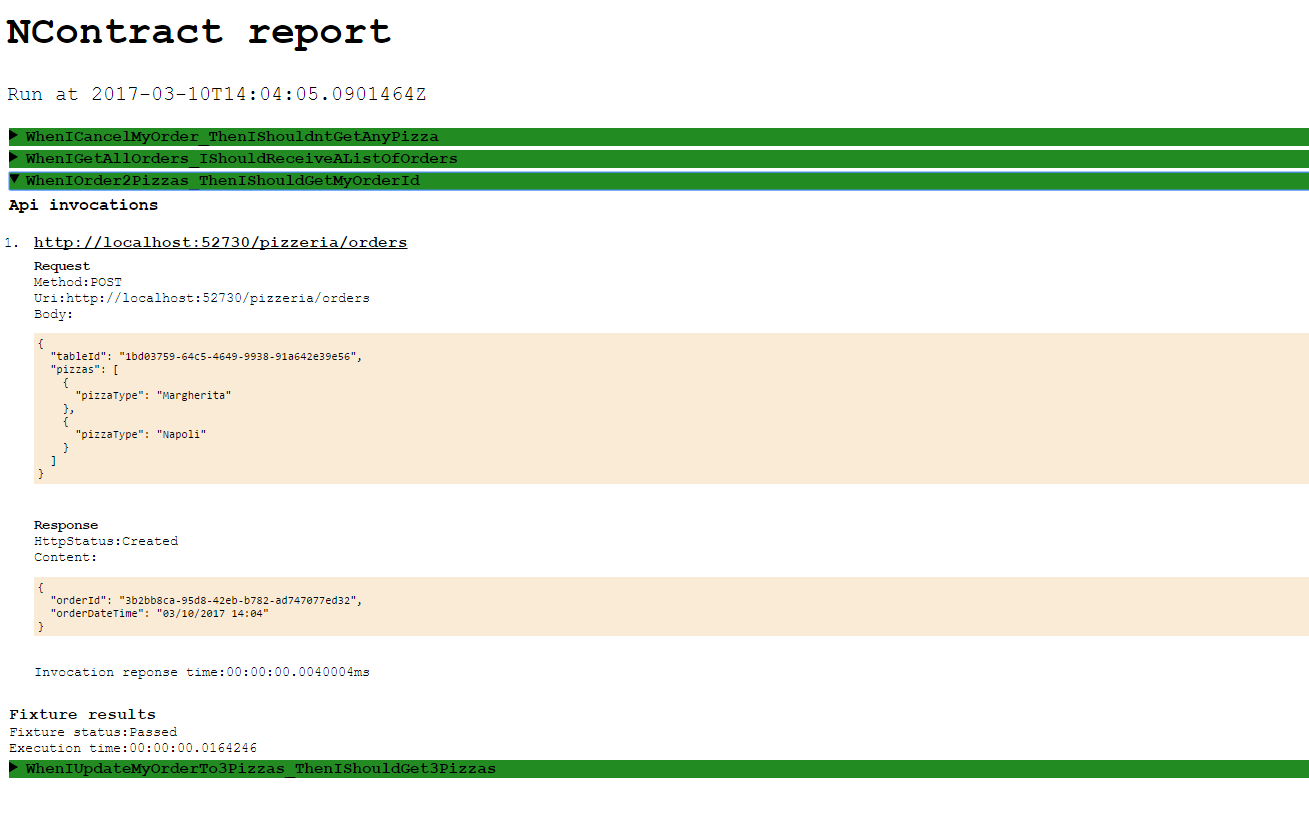 NContract report
Run at 2017-03-10T14:04:05.0901464Z
WhenICancelMyOrder_ThenIShouldntGetAnyPizza
WhenIGetAllOrders_IShouldReceiveAListOfOrders
WhenIOrder2Pizzas_ThenIShouldGetMyOrderId
Api invocations
1. http://localhost:52730/pizzeria/orders
Request
Method:POST
Uri:http://localhost:52730/pizzeria/orders
Body:
{
  "tableId": "1bd03759-64c5-4649-9938-91a642e39e56",
  "pizzas": [
    {
      "pizzaType": "Margherita"
    },
    {
      "pizzaType": "Napoli"
    }
  ]
}
Response
HttpStatus:Created
Content:
{
  "orderId": "3b2bb8ca-95d8-42eb-b782-ad747077ed32",
  "orderDateTime": "03/10/2017 14:04"
}
Invocation reponse time:00:00:00.0040004ms
Fixture results
Fixture status:Passed
Execution time:00:00:00.0164246
WhenIUpdateMyOrderTo3Pizzas_ThenIShouldGet3Pizzas